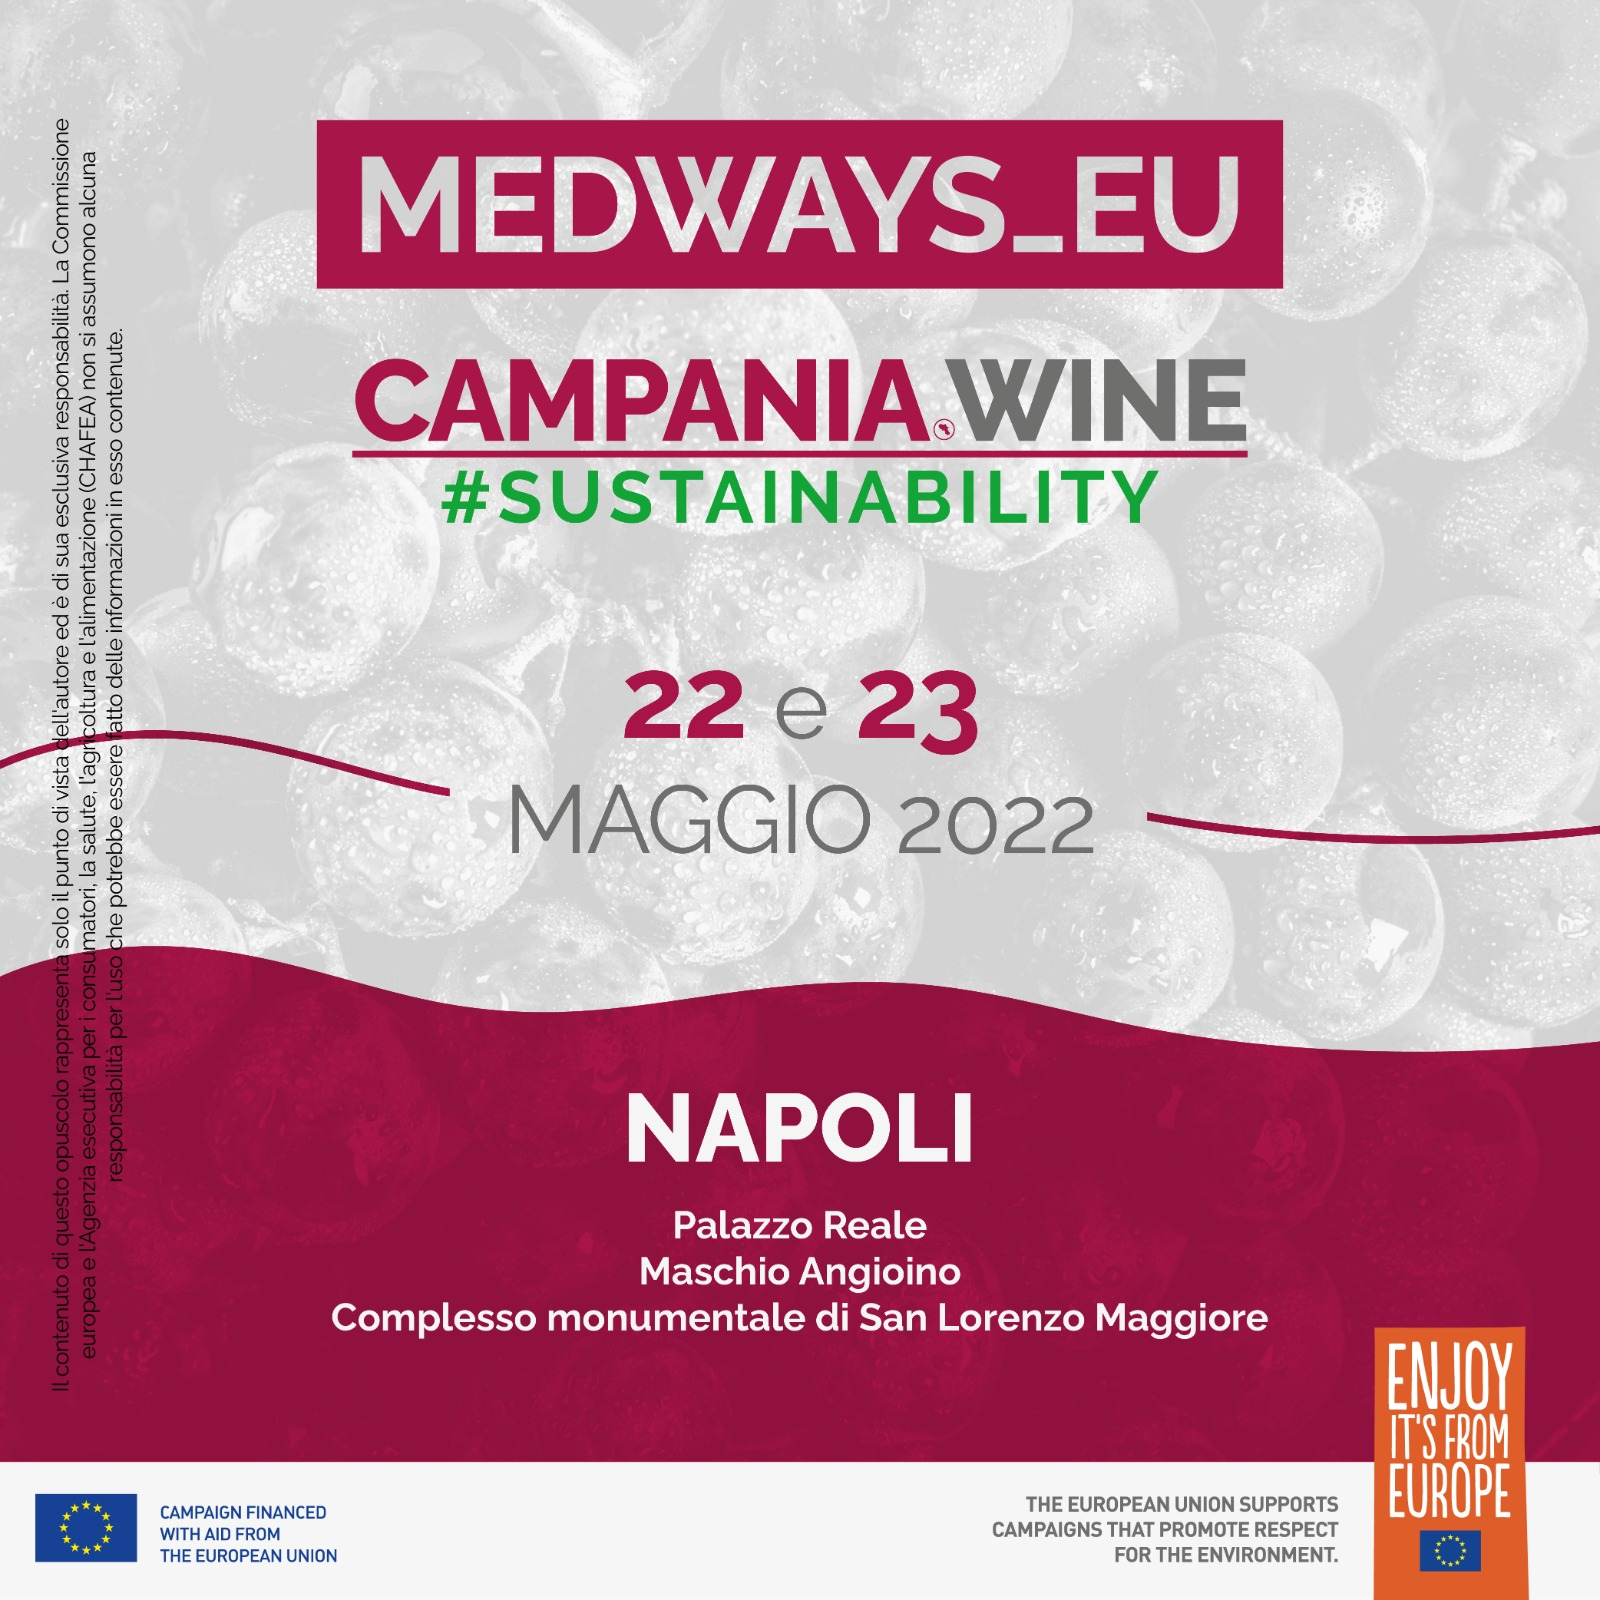 MEDWAYS_EU
CAMPANIA.WINE
#SUSTAINABILITY
22 e 23
MAGGIO 2022
NAPOLI
Palazzo Reale
Maschio Angioino
Complesso monumentale di San Lorenzo Maggiore
Il contenuto di questo opuscolo rappresenta solo il punto di vista dell'autore ed è di sua esclusiva responsabilità. La Commissione
europea e l'Agenzia esecutiva per i consumatori, la salute, l'agricoltura e l'alimentazione (CHAFEA) non si assumono alcuna
responsabilità per l'uso che potrebbe essere fatto delle informazioni in esso contenute.
CAMPAIGN FINANCED
WITH AID FROM
THE EUROPEAN UNION
THE EUROPEAN UNION SUPPORTS
CAMPAIGNS THAT PROMOTE RESPECT
FOR THE ENVIRONMENT.
ENJOY
IT'S FROM
EUROPE